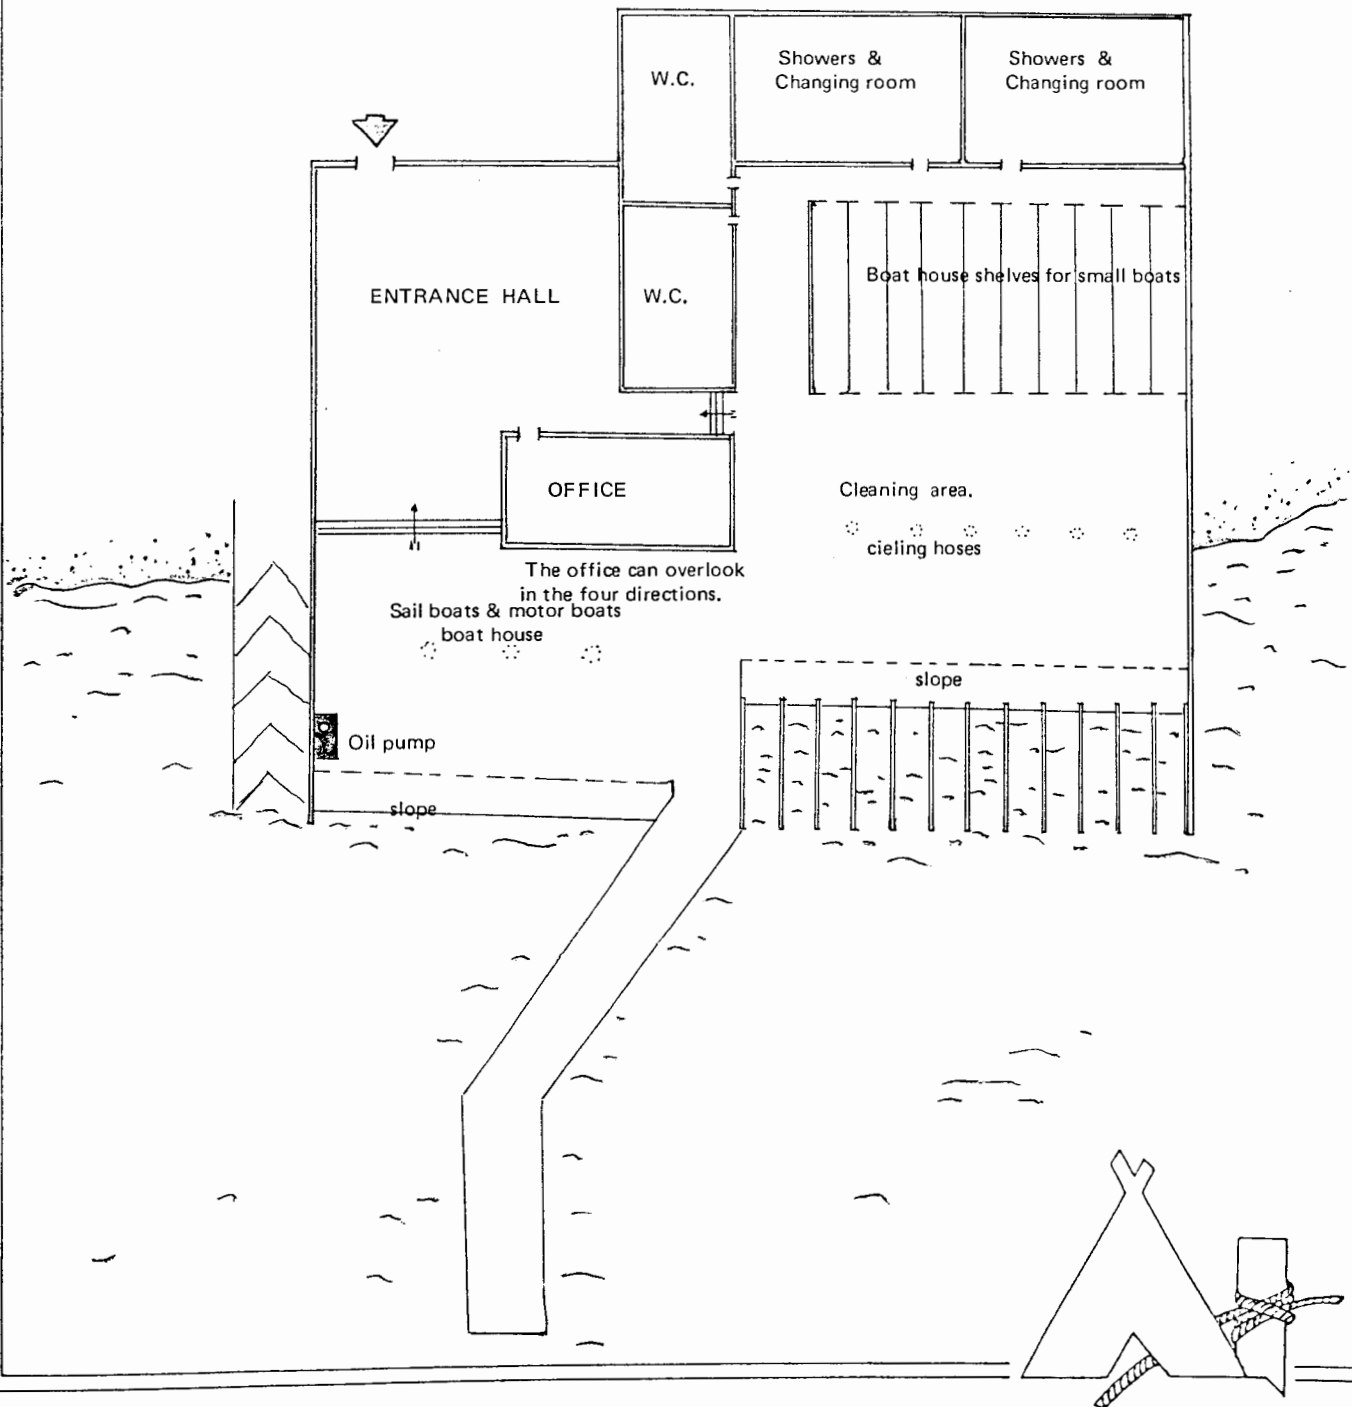 W.C.
Showers &
Changing room
Showers &
Changing room
ENTRANCE HALL
W.C.
Boat house shelves for small boats
OFFICE
Cleaning area.
cieling hoses
The office can overlook
in the four directions.
Sail boats & motor boats
boat house
slope
Oil pump
slope